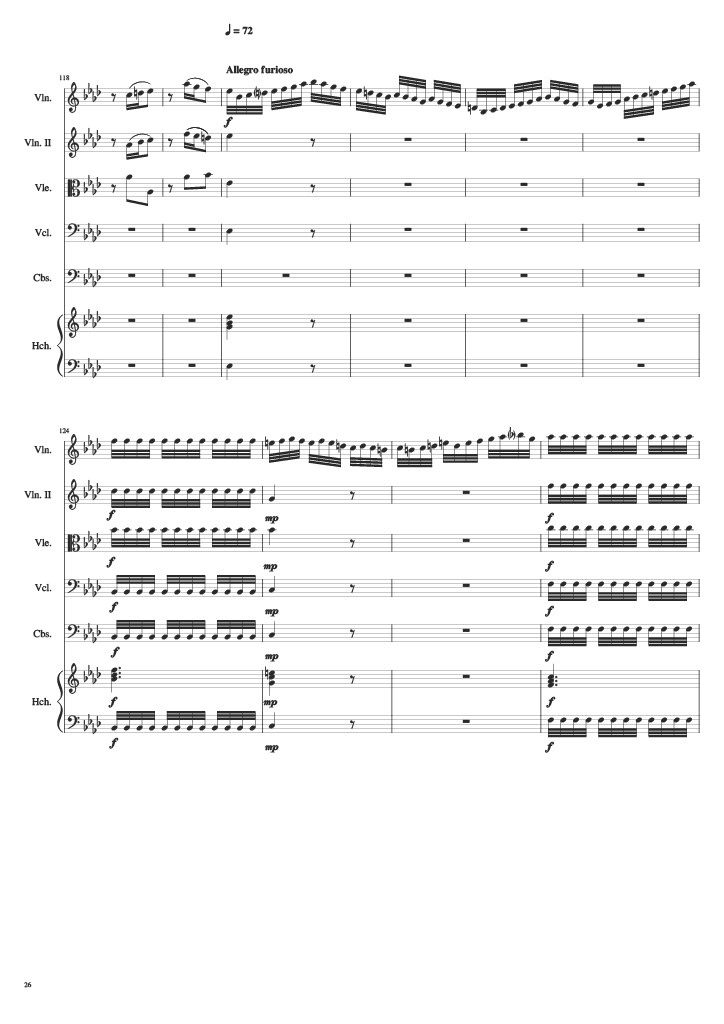 ♩ = 72
Allegro furioso
118
Vln.
f
Vln. II
Vle.
Vcl.
Cbs.
Hch.
124
Vln.
Vln. II
f mp f
Vle.
f mp f
Vcl.
f mp f
Cbs.
f mp f
Hch.
f mp f
f mp f
26